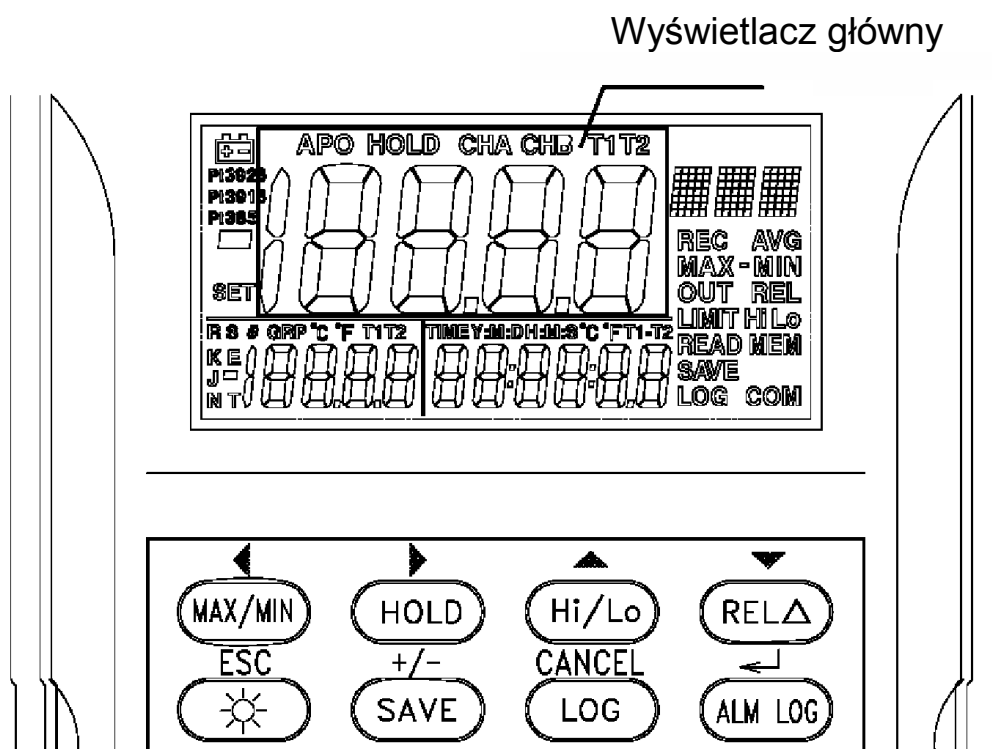 Wyświetlacz główny
APO HOLD CHA CHB T1 T2
Pt3926
Pt3916
Pt385
SET
REC AVG
MAX - MIN
OUT REL
LIMIT Hi Lo
READ MEM
SAVE
LOG COM
R S # GRP °C °F T1T2 TIME Y:M:D H:M:S °C °F T1-T2
K E
J
N T
MAX/MIN HOLD Hi/Lo REL△
ESC +/- CANCEL
SAVE LOG ALM LOG